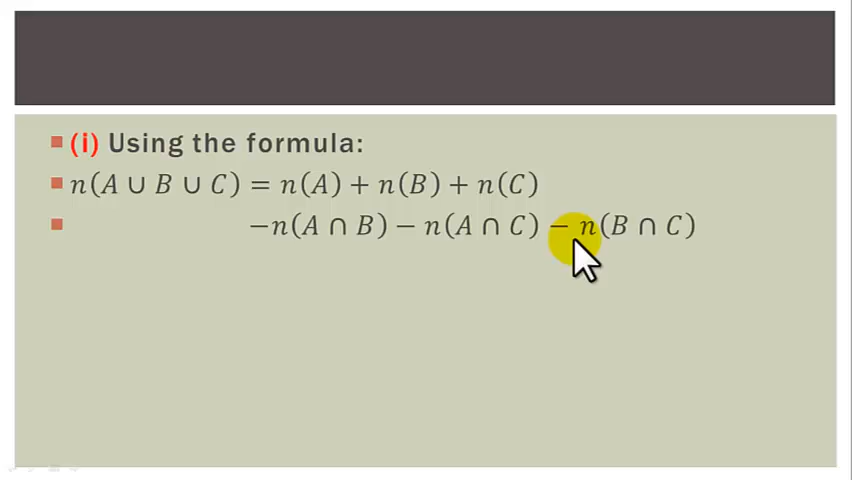 (i) Using the formula:
n(A ∪ B ∪ C) = n(A) + n(B) + n(C)
−n(A ∩ B) − n(A ∩ C) − n(B ∩ C)